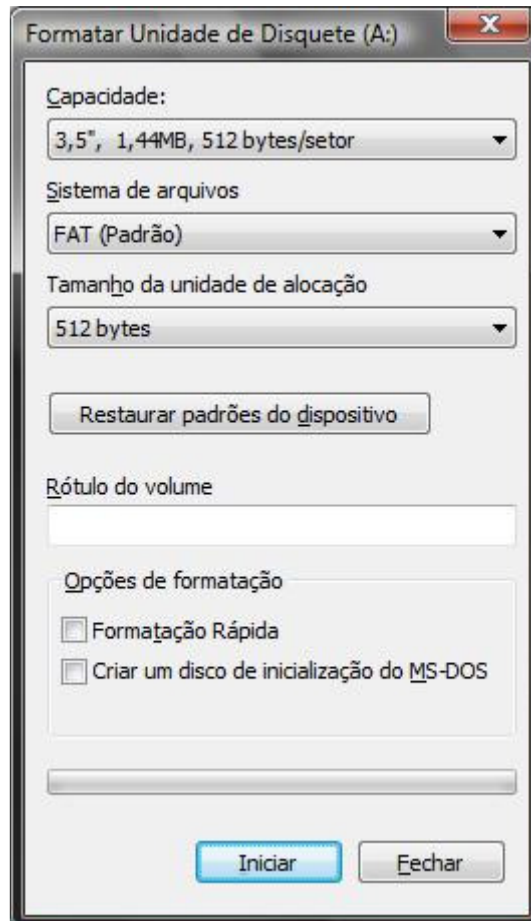 Formatar Unidade de Disquete (A:)
X
Capacidade:
3,5", 1,44MB, 512 bytes/setor
Sistema de arquivos
FAT (Padrão)
Tamanho da unidade de alocação
512 bytes
Restaurar padrões do dispositivo
Rótulo do volume
Opções de formatação
Formatação Rápida
Criar um disco de inicialização do MS-DOS
Iniciar Fechar